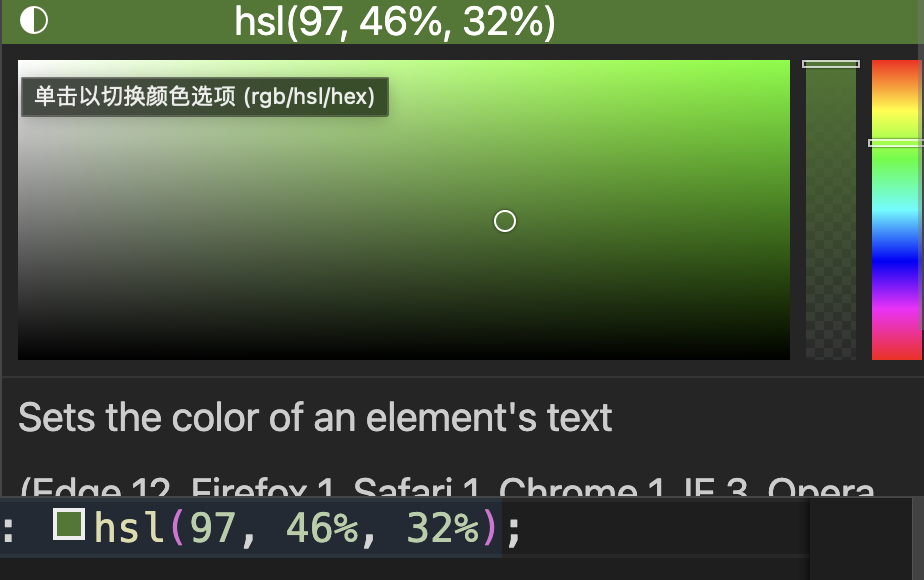 hsl(97, 46%, 32%)
单击以切换颜色选项 (rgb/hsl/hex)
Sets the color of an element's text
(Edge 12, Firefox 1, Safari 1, Chrome 1, IE 3, Opera
: hsl(97, 46%, 32%);